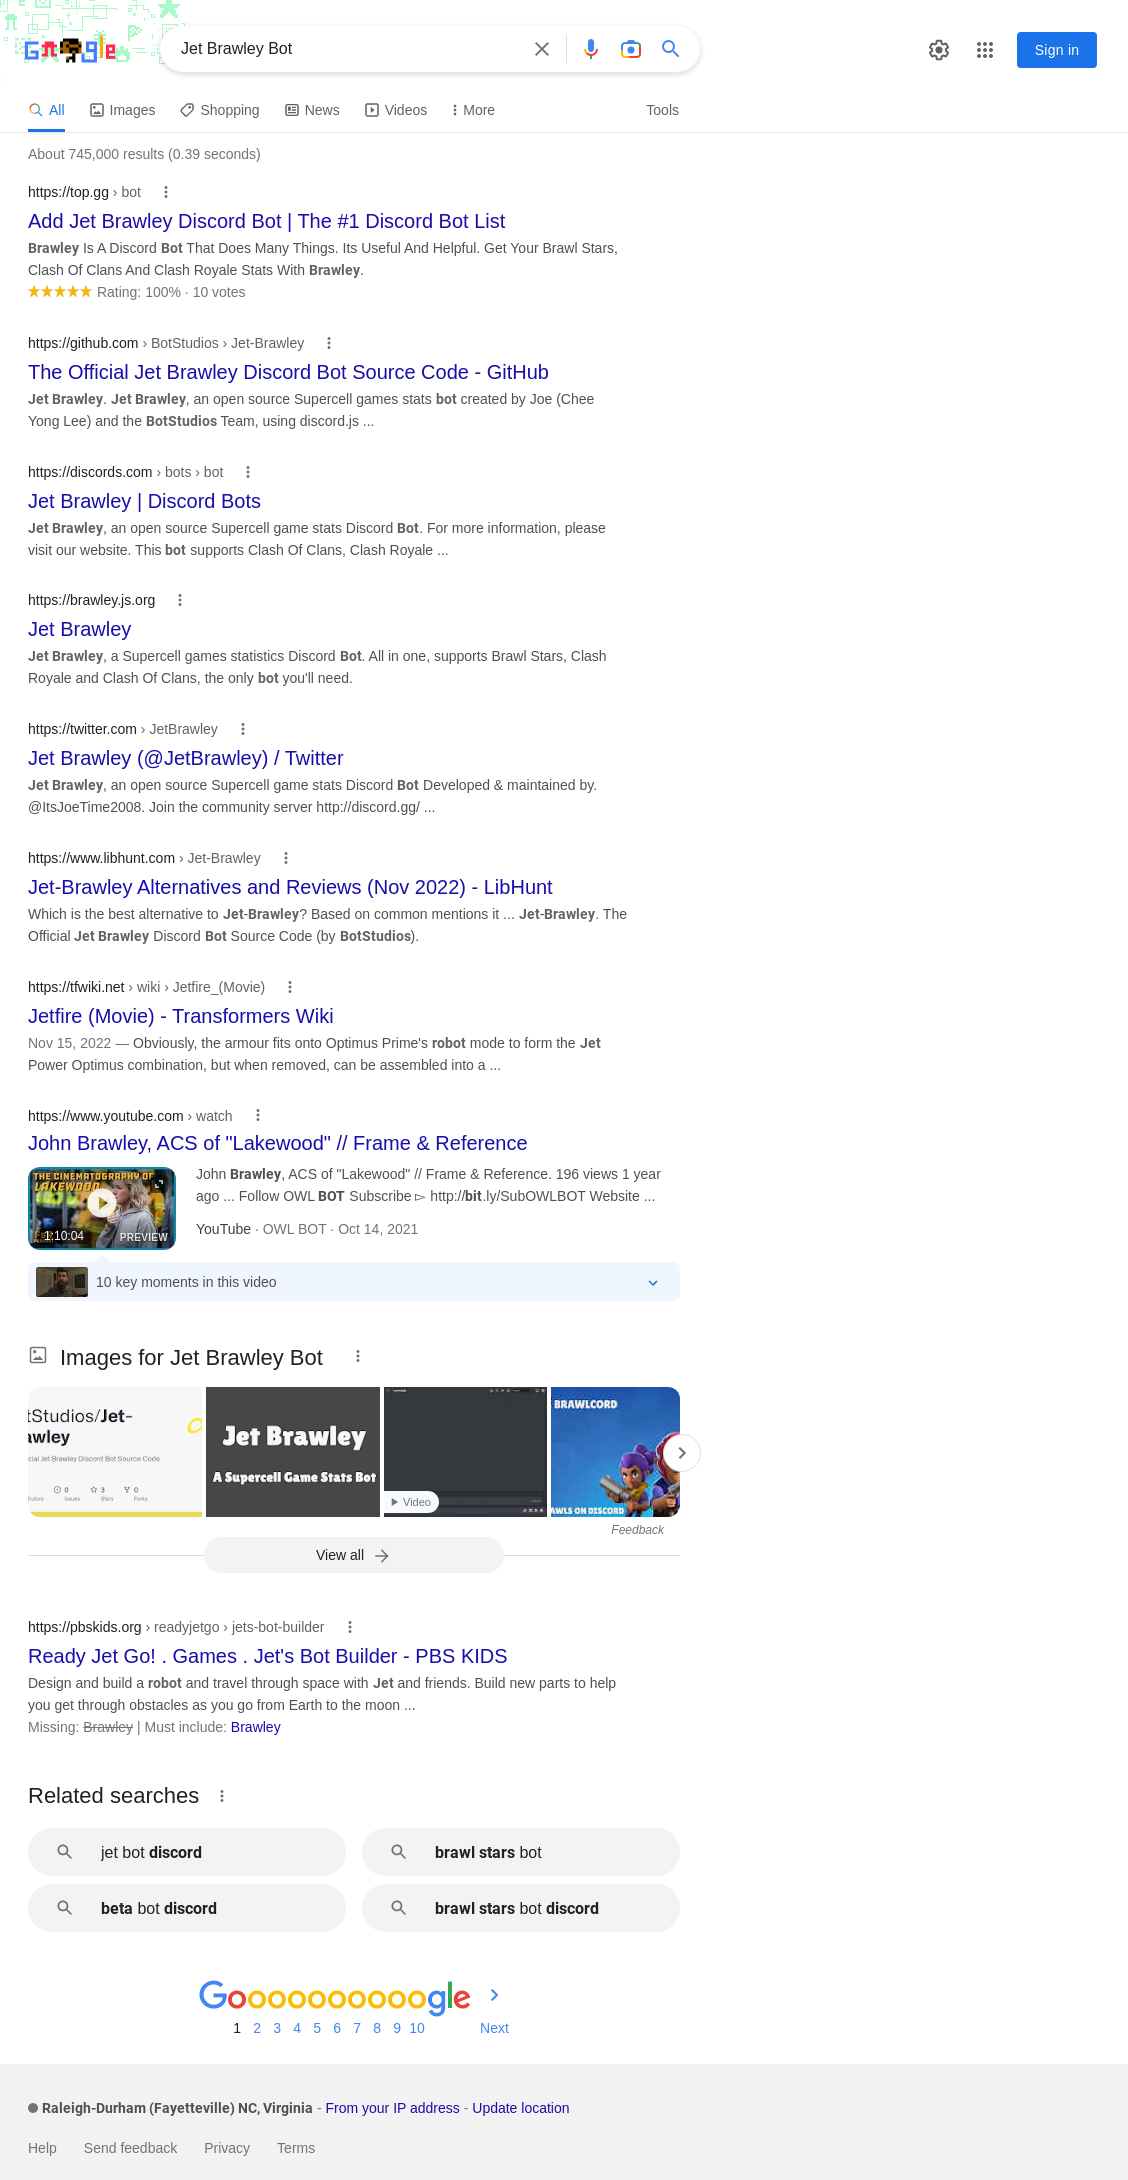 Google
Jet Brawley Bot
Sign in
All
Images
Shopping
News
Videos
More
Tools
About 745,000 results (0.39 seconds)
https://top.gg › bot
Add Jet Brawley Discord Bot | The #1 Discord Bot List
Brawley Is A Discord Bot That Does Many Things. Its Useful And Helpful. Get Your Brawl Stars,
Clash Of Clans And Clash Royale Stats With Brawley.
Rating: 100% · 10 votes
https://github.com › BotStudios › Jet-Brawley
The Official Jet Brawley Discord Bot Source Code - GitHub
Jet Brawley. Jet Brawley, an open source Supercell games stats bot created by Joe (Chee
Yong Lee) and the BotStudios Team, using discord.js ...
https://discords.com › bots › bot
Jet Brawley | Discord Bots
Jet Brawley, an open source Supercell game stats Discord Bot. For more information, please
visit our website. This bot supports Clash Of Clans, Clash Royale ...
https://brawley.js.org
Jet Brawley
Jet Brawley, a Supercell games statistics Discord Bot. All in one, supports Brawl Stars, Clash
Royale and Clash Of Clans, the only bot you'll need.
https://twitter.com › JetBrawley
Jet Brawley (@JetBrawley) / Twitter
Jet Brawley, an open source Supercell game stats Discord Bot Developed & maintained by.
@ItsJoeTime2008. Join the community server http://discord.gg/ ...
https://www.libhunt.com › Jet-Brawley
Jet-Brawley Alternatives and Reviews (Nov 2022) - LibHunt
Which is the best alternative to Jet-Brawley? Based on common mentions it ... Jet-Brawley. The
Official Jet Brawley Discord Bot Source Code (by BotStudios).
https://tfwiki.net › wiki › Jetfire_(Movie)
Jetfire (Movie) - Transformers Wiki
Nov 15, 2022 — Obviously, the armour fits onto Optimus Prime's robot mode to form the Jet
Power Optimus combination, but when removed, can be assembled into a ...
https://www.youtube.com › watch
John Brawley, ACS of "Lakewood" // Frame & Reference
THE CINEMATOGRAPHY OF
LAKEWOOD
1:10:04
PREVIEW
John Brawley, ACS of "Lakewood" // Frame & Reference. 196 views 1 year
ago ... Follow OWL BOT Subscribe ▻ http://bit.ly/SubOWLBOT Website ...
YouTube · OWL BOT · Oct 14, 2021
10 key moments in this video
Images for Jet Brawley Bot
tStudios/Jet-
awley
cial Jet Brawley Discord Bot Source Code
0
3
0
butors
Issues
Stars
Forks
Jet Brawley
A Supercell Game Stats Bot
Video
BRAWLCORD
AWLS ON DISCORD
Feedback
View all
https://pbskids.org › readyjetgo › jets-bot-builder
Ready Jet Go! . Games . Jet's Bot Builder - PBS KIDS
Design and build a robot and travel through space with Jet and friends. Build new parts to help
you get through obstacles as you go from Earth to the moon ...
Missing: Brawley | Must include: Brawley
Related searches
jet bot discord
brawl stars bot
beta bot discord
brawl stars bot discord
Goooooooooogle
1 2 3 4 5 6 7 8 9 10 Next
Raleigh-Durham (Fayetteville) NC, Virginia - From your IP address - Update location
Help
Send feedback
Privacy
Terms